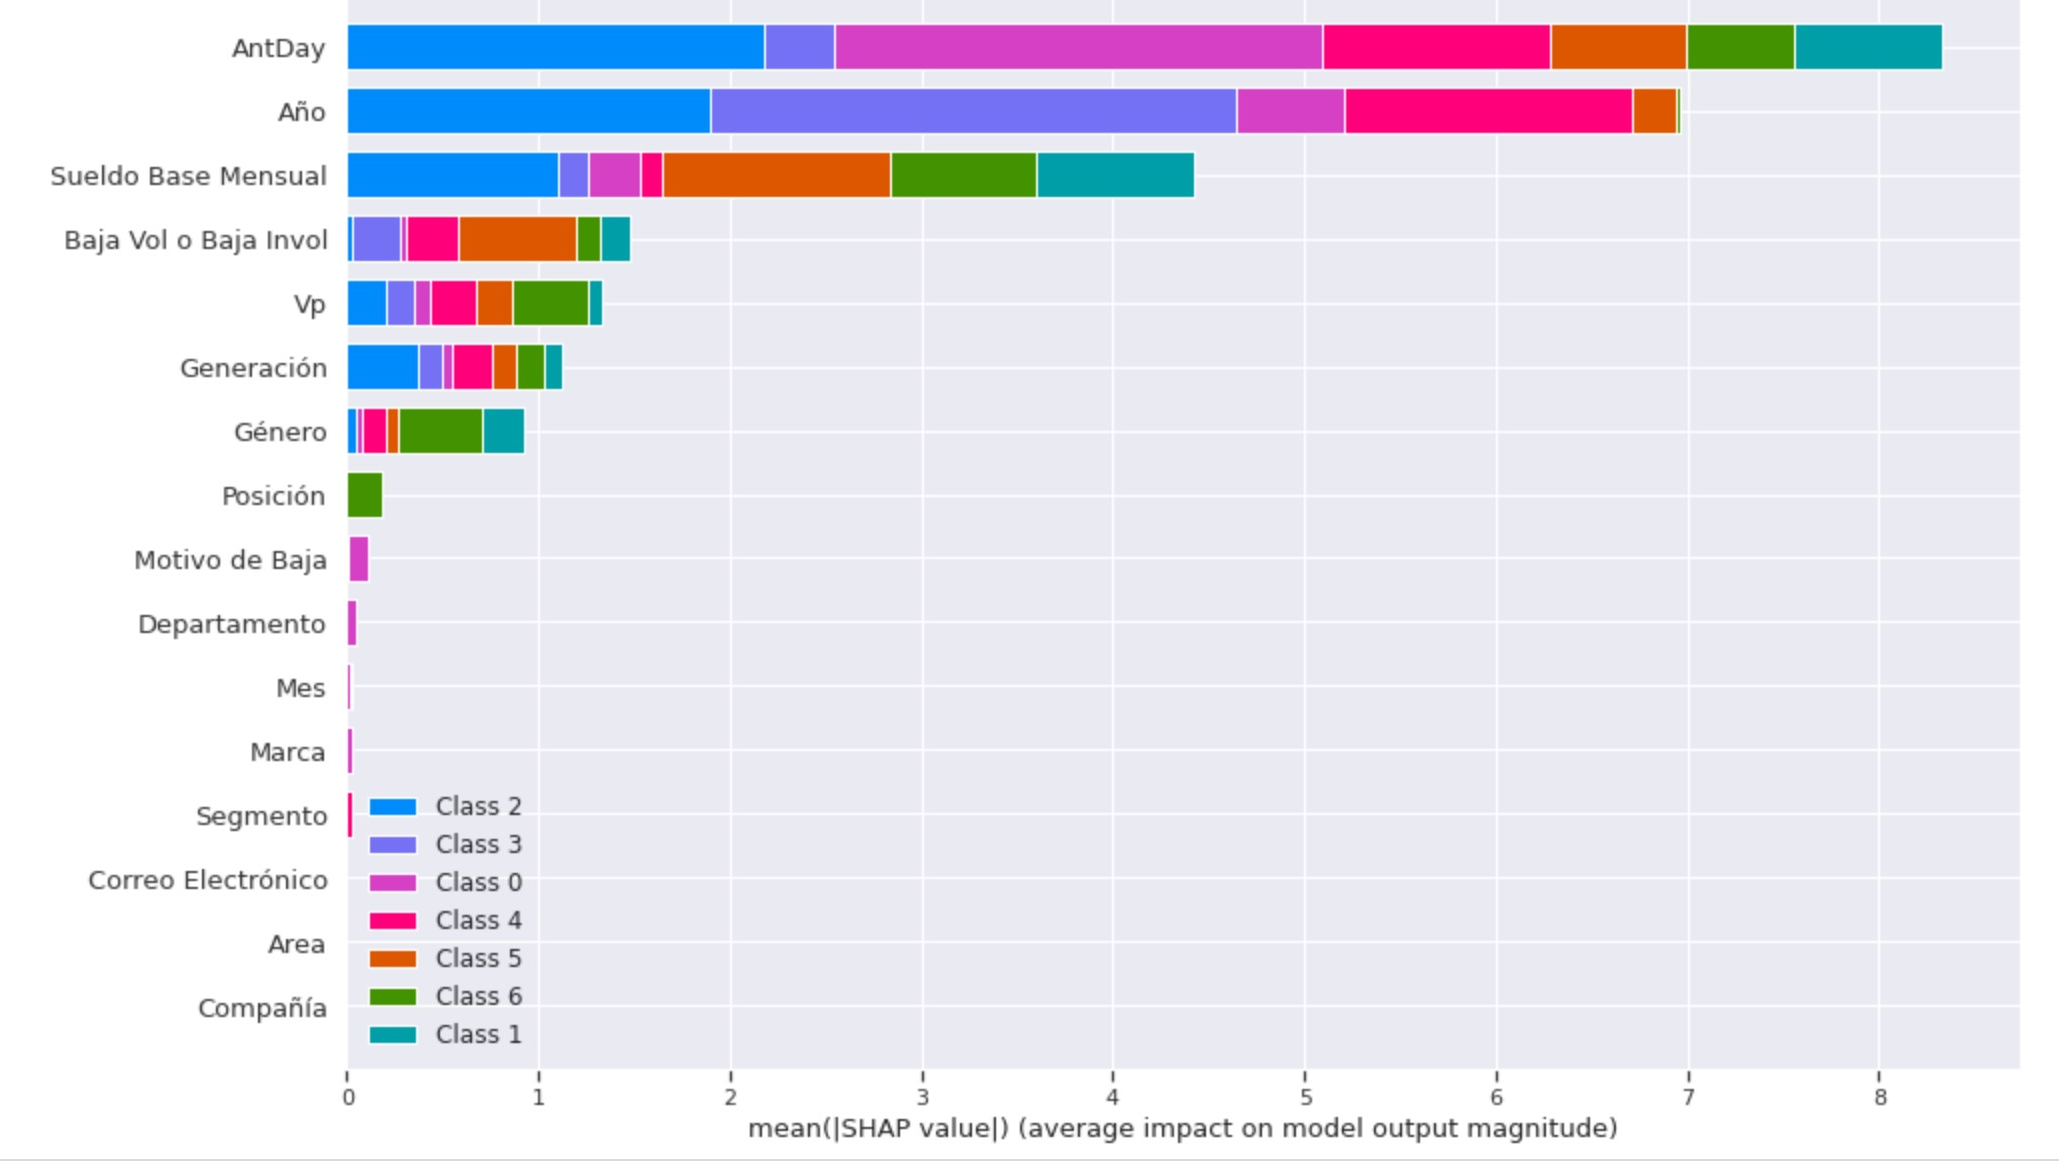 AntDay
Año
Sueldo Base Mensual
Baja Vol o Baja Invol
Vp
Generación
Género
Posición
Motivo de Baja
Departamento
Mes
Marca
Segmento
Correo Electrónico
Area
Compañía
Class 2
Class 3
Class 0
Class 4
Class 5
Class 6
Class 1
0 1 2 3 4 5 6 7 8
mean(|SHAP value|) (average impact on model output magnitude)